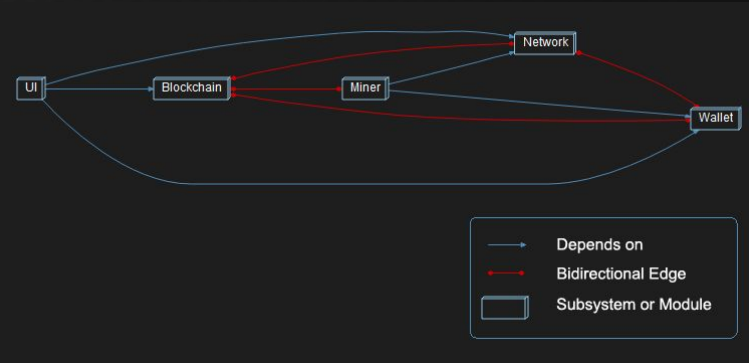 Network
UI
Blockchain
Miner
Wallet
Depends on
Bidirectional Edge
Subsystem or Module